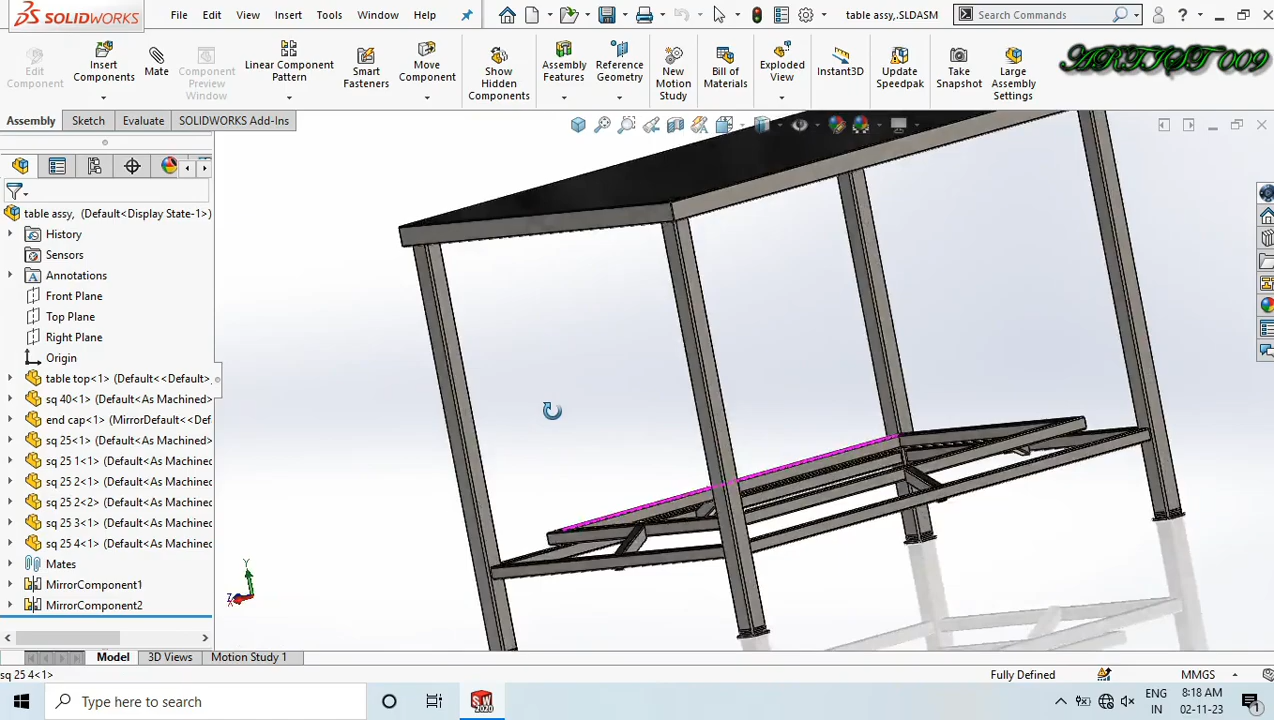 SOLIDWORKS File Edit View Insert Tools Window Help table assy,.SLDASM Search Commands ?
Edit Component
Insert Components
Mate
Component Preview Window
Linear Component Pattern
Smart Fasteners
Move Component
Show Hidden Components
Assembly Features
Reference Geometry
New Motion Study
Bill of Materials
Exploded View
Instant3D
Update Speedpak
Take Snapshot
Large Assembly Settings
ARTIST 009
Assembly Sketch Evaluate SOLIDWORKS Add-Ins
table assy, (Default<Display State-1>)
History
Sensors
Annotations
Front Plane
Top Plane
Right Plane
Origin
table top<1> (Default<<Default>_
sq 40<1> (Default<As Machined>
end cap<1> (MirrorDefault<<Def
sq 25<1> (Default<As Machined>
sq 25 1<1> (Default<As Machined
sq 25 2<1> (Default<As Machined
sq 25 2<2> (Default<As Machined
sq 25 3<1> (Default<As Machined
sq 25 4<1> (Default<As Machined
Mates
MirrorComponent1
MirrorComponent2
Y
Z
Model 3D Views Motion Study 1
sq 25 4<1> Fully Defined MMGS
Type here to search
SW 2020
ENG IN
8:18 AM
02-11-23
1